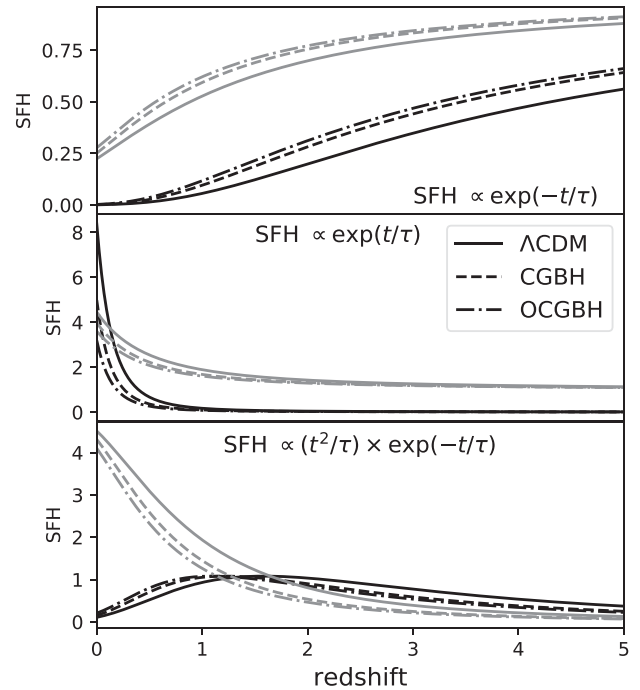 0.75
0.50
0.25
0.00
SFH
SFH ∝ exp(−t/τ)
8
6
4
2
0
SFH
SFH ∝ exp(t/τ)
ΛCDM
CGBH
OCGBH
4
3
2
1
0
SFH
SFH ∝ (t²/τ) × exp(−t/τ)
0 1 2 3 4 5
redshift